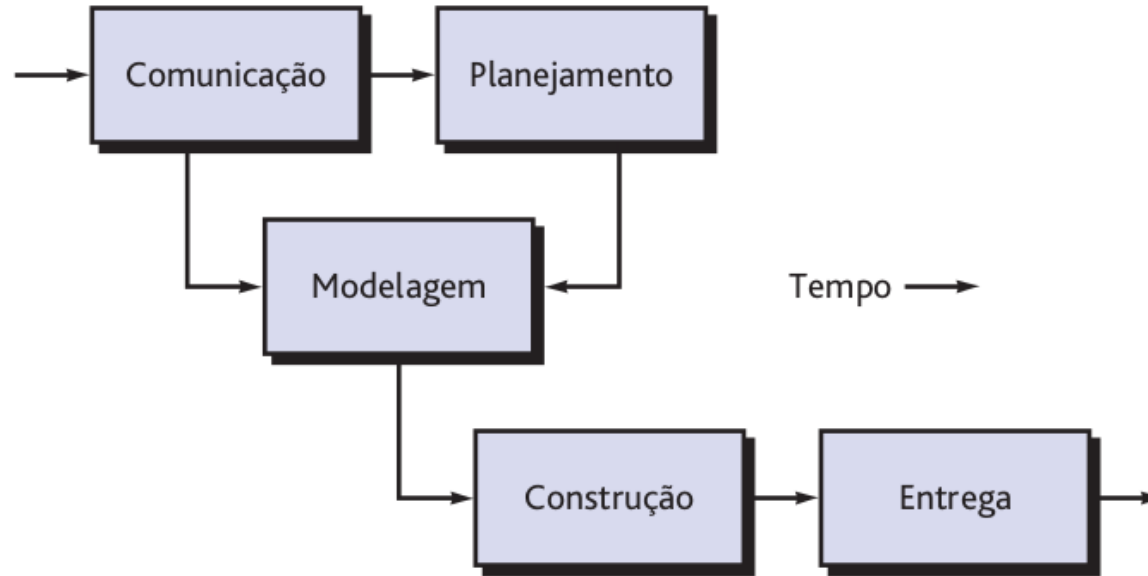 Comunicação
Planejamento
Modelagem
Tempo
Construção
Entrega